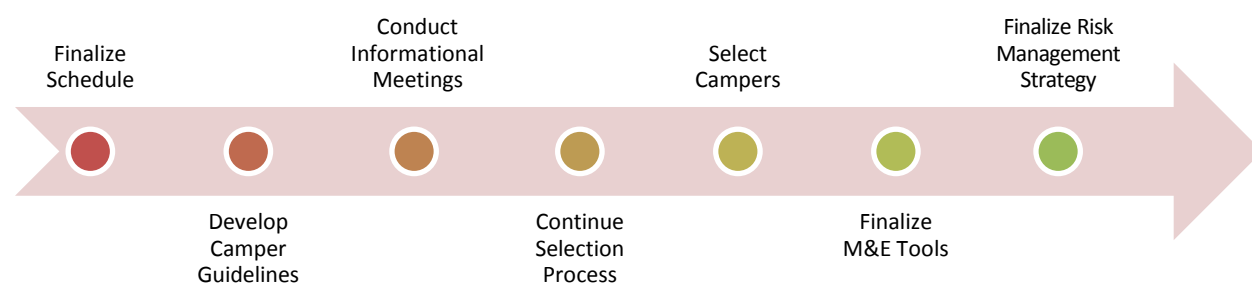 Finalize
Schedule
Develop
Camper
Guidelines
Conduct
Informational
Meetings
Continue
Selection
Process
Select
Campers
Finalize
M&E Tools
Finalize Risk
Management
Strategy